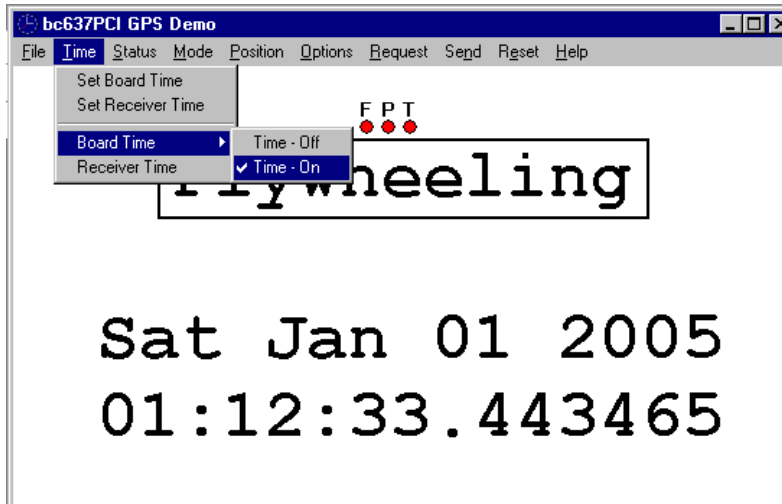 bc637PCI GPS Demo
File Time Status Mode Position Options Request Send Reset Help
Set Board Time
Set Receiver Time
F P T
Board Time
Time - Off
Receiver Time
Time - On
Flywheeling
Sat Jan 01 2005
01:12:33.443465